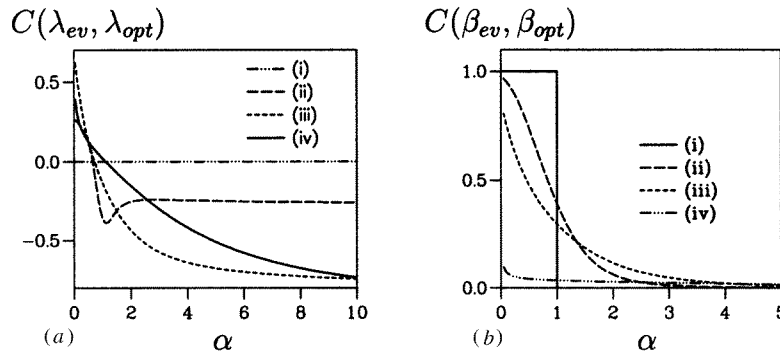 C(λ_ev, λ_opt)
0.5
0.0
−0.5
(i)
(ii)
(iii)
(iv)
0 2 4 6 8 10
(a) α
C(β_ev, β_opt)
1.0
0.5
0.0
(i)
(ii)
(iii)
(iv)
0 1 2 3 4 5
(b) α